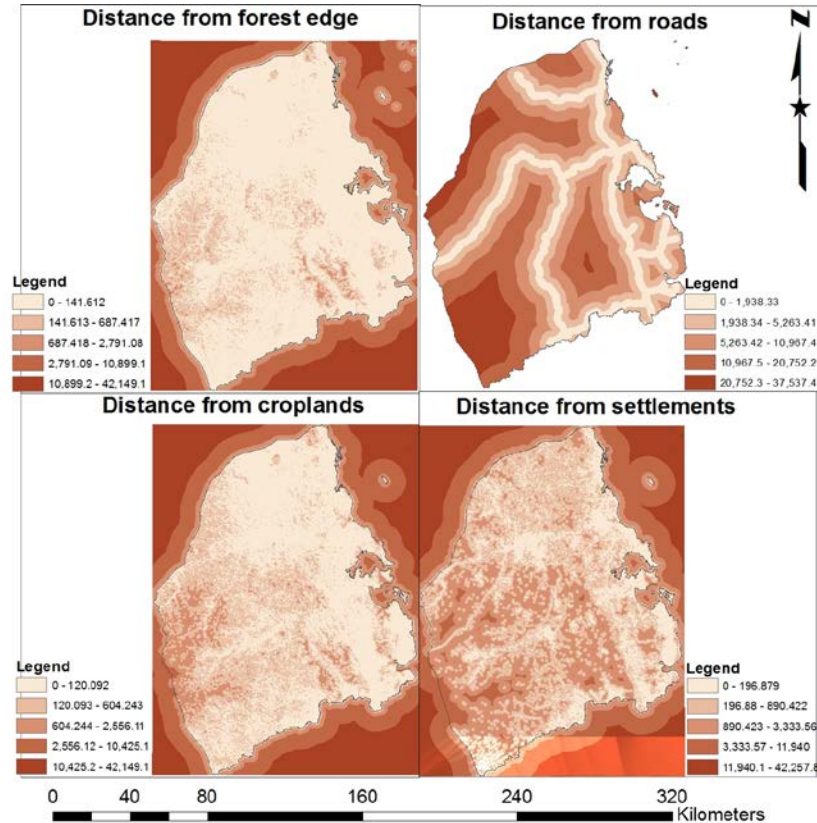 Distance from forest edge
Distance from roads
N
Legend
0 - 141.612
141.613 - 687.417
687.418 - 2,791.08
2,791.09 - 10,899.1
10,899.2 - 42,149.1
Legend
0 - 1,938.33
1,938.34 - 5,263.41
5,263.42 - 10,967.4
10,967.5 - 20,752.2
20,752.3 - 37,537.4
Distance from croplands
Distance from settlements
Legend
0 - 120.092
120.093 - 604.243
604.244 - 2,556.11
2,556.12 - 10,425.1
10,425.2 - 42,149.1
Legend
0 - 196.879
196.88 - 890.422
890.423 - 3,333.56
3,333.57 - 11,940
11,940.1 - 42,257.8
0 20 40 80 160 240 320
Kilometers